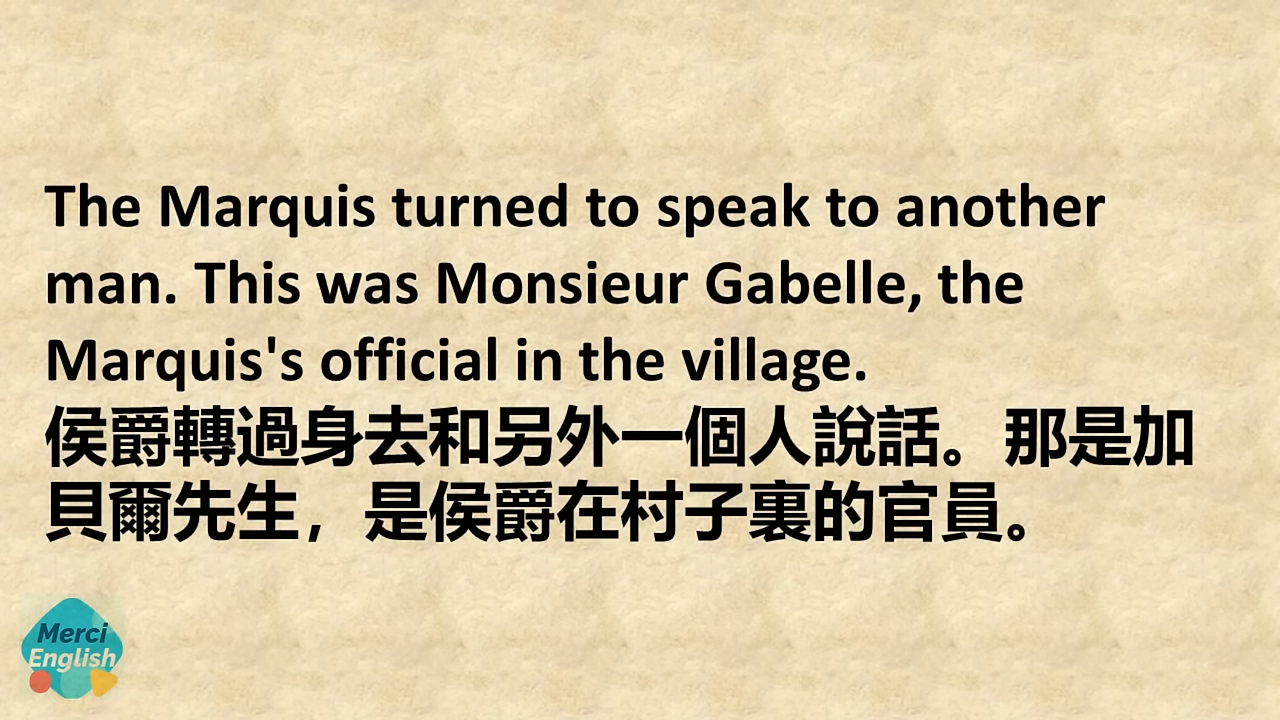 The Marquis turned to speak to another
man. This was Monsieur Gabelle, the
Marquis's official in the village.
侯爵轉過身去和另外一個人說話。那是加
貝爾先生，是侯爵在村子裏的官員。
Merci
English